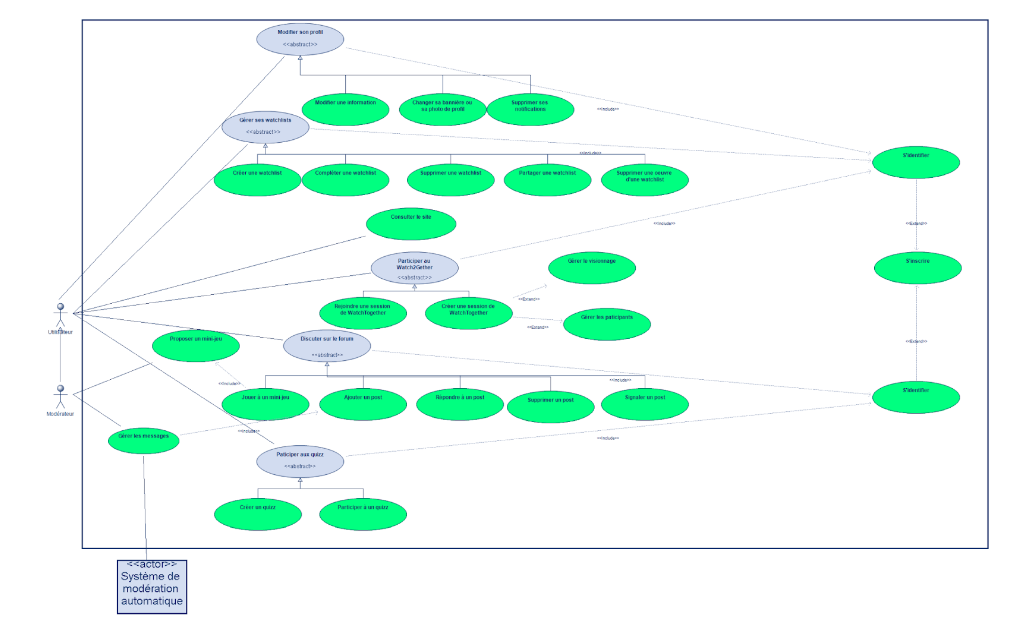 Modifier son profil
<<abstract>>
Modifier une information
Changer sa bannière ou
sa photo de profil
Supprimer ses
notifications
<<Include>>
Gérer ses watchlists
<<abstract>>
<<Include>>
S'identifier
Créer une watchlist
Compléter une watchlist
Supprimer une watchlist
Partager une watchlist
Supprimer une oeuvre
d'une watchlist
Consulter le site
<<Include>>
<<Extend>>
Participer au
Watch2Gether
<<abstract>>
Gérer le visionnage
S'inscrire
<<Extend>>
Rejoindre une session
de WatchTogether
Créer une session de
WatchTogether
Gérer les paticipants
<<Extend>>
Utilisateur
Proposer un mini-jeu
Discuter sur le forum
<<abstract>>
<<Extend>>
<<Include>>
<<Include>>
Jouer à un mini jeu
Ajouter un post
Répondre à un post
Supprimer un post
Signaler un post
S'identifier
Modérateur
Gérer les messages
<<Include>>
<<Include>>
Paticiper aux quizz
<<abstract>>
Créer un quizz
Participer à un quizz
<<actor>>
Système de
modération
automatique